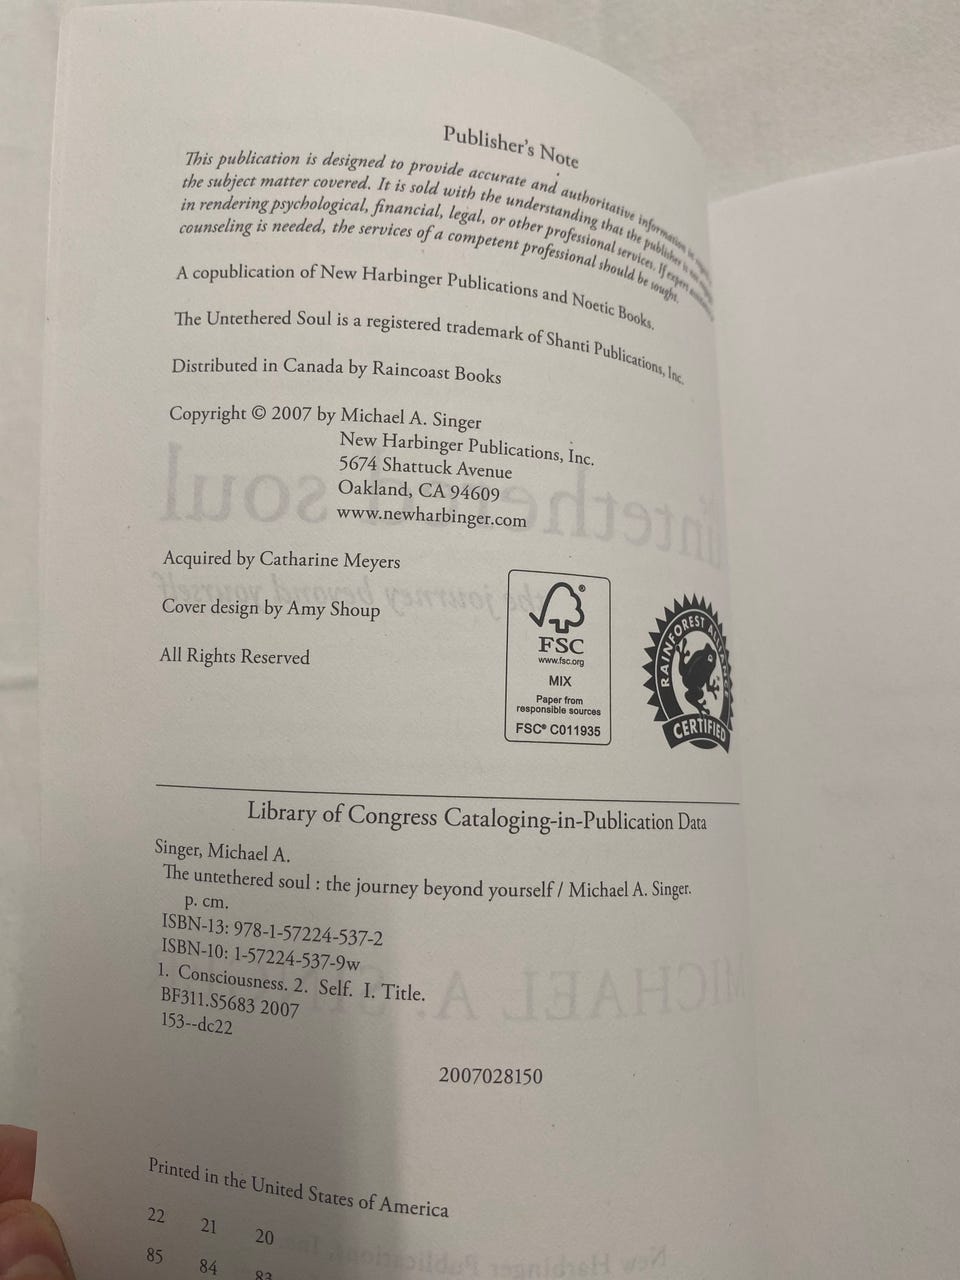 Publisher's Note
This publication is designed to provide accurate and authoritative information in
the subject matter covered. It is sold with the understanding that the publisher is
in rendering psychological, financial, legal, or other professional services. If expert
counseling is needed, the services of a competent professional should be sought.
A copublication of New Harbinger Publications and Noetic Books.
The Untethered Soul is a registered trademark of Shanti Publications, Inc.
Distributed in Canada by Raincoast Books
Copyright © 2007 by Michael A. Singer
New Harbinger Publications, Inc.
5674 Shattuck Avenue
Oakland, CA 94609
www.newharbinger.com
Acquired by Catharine Meyers
Cover design by Amy Shoup
All Rights Reserved
®
FSC
www.fsc.org
MIX
Paper from
responsible sources
FSC® C011935
RAINFOREST ALLIANCE
CERTIFIED
Library of Congress Cataloging-in-Publication Data
Singer, Michael A.
The untethered soul : the journey beyond yourself / Michael A. Singer.
p. cm.
ISBN-13: 978-1-57224-537-2
ISBN-10: 1-57224-537-9w
1. Consciousness. 2. Self. I. Title.
BF311.S5683 2007
153--dc22
2007028150
Printed in the United States of America
22 21 20
85 84 83